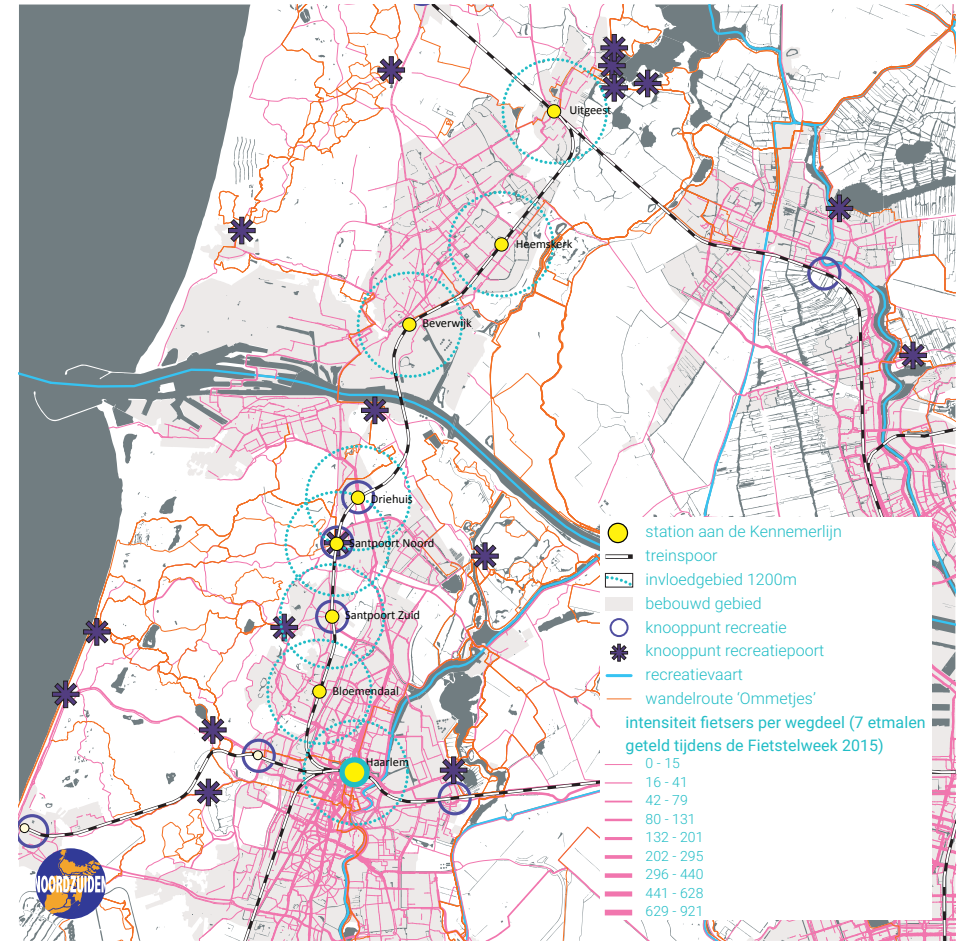 Uitgeest
Heemskerk
Beverwijk
Driehuis
Santpoort Noord
Santpoort Zuid
Bloemendaal
Haarlem
station aan de Kennemerlijn
treinspoor
invloedgebied 1200m
bebouwd gebied
knooppunt recreatie
knooppunt recreatiepoort
recreatievaart
wandelroute ‘Ommetjes’
intensiteit fietsers per wegdeel (7 etmalen
geteld tijdens de Fietstelweek 2015)
0 - 15
16 - 41
42 - 79
80 - 131
132 - 201
202 - 295
296 - 440
441 - 628
629 - 921
NOORDZUIDEN